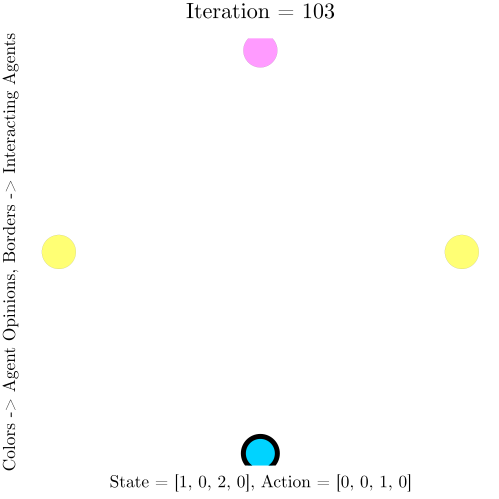 Iteration = 103
Colors -> Agent Opinions, Borders -> Interacting Agents
State = [1, 0, 2, 0], Action = [0, 0, 1, 0]